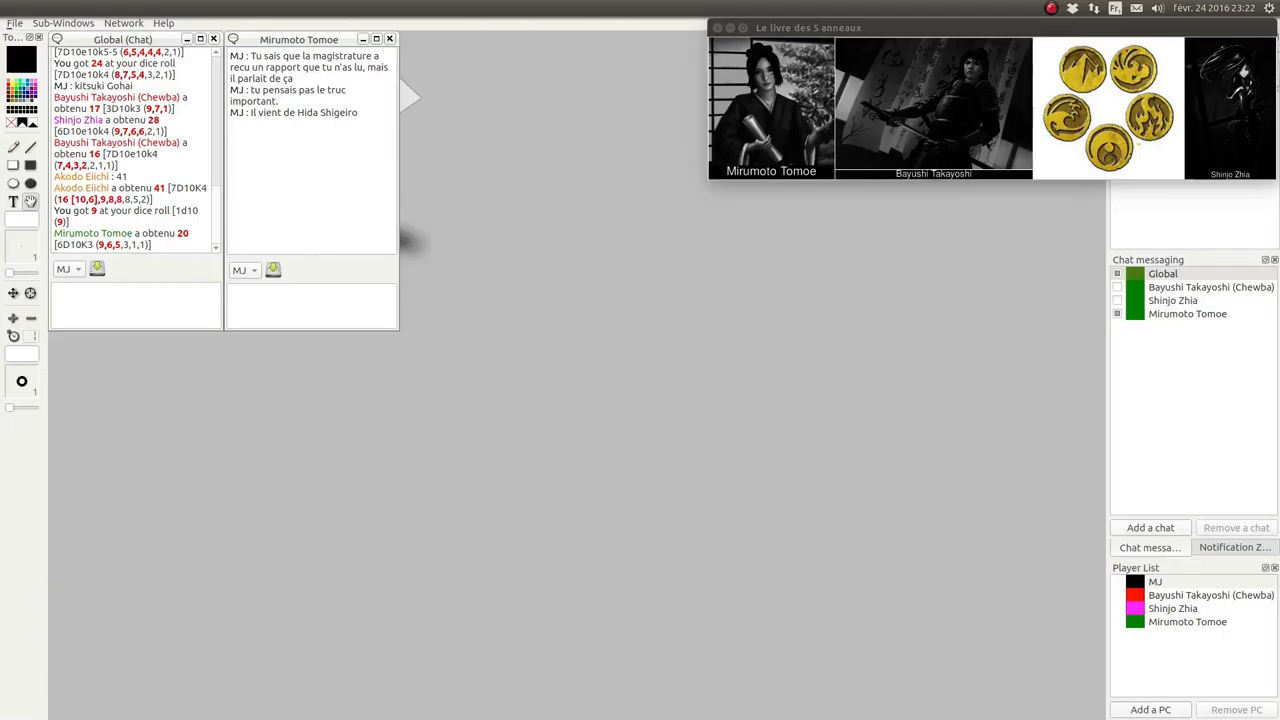 Fr,
Févr. 24 2016 23:22
File Sub-Windows Network Help
To...
Global (Chat)
[7D10e10k5-5 (6,5,4,4,4,2,1)]
You got 24 at your dice roll
[7D10e10k4 (8,7,5,4,3,2,1)]
MJ : kitsuki Gohai
Bayushi Takayoshi (Chewba) a
obtenu 17 [3D10k3 (9,7,1)]
Shinjo Zhia a obtenu 28
[6D10e10k4 (9,7,6,6,2,1)]
Bayushi Takayoshi (Chewba) a
obtenu 16 [7D10e10k4
(7,4,3,2,2,1,1)]
Akodo Eiichi : 41
Akodo Eiichi a obtenu 41 [7D10K4
(16 [10,6],9,8,8,8,5,2)]
You got 9 at your dice roll [1d10
(9)]
Mirumoto Tomoe a obtenu 20
[6D10K3 (9,6,5,3,1,1)]
MJ
Mirumoto Tomoe
MJ : Tu sais que la magistrature a
recu un rapport que tu n'as lu, mais
il parlait de ça
MJ : tu pensais pas le truc
important.
MJ : Il vient de Hida Shigeiro
MJ
T
1
1
Le livre des 5 anneaux
Mirumoto Tomoe
Bayushi Takayoshi
Shinjo Zhia
Chat messaging
Global
Bayushi Takayoshi (Chewba)
Shinjo Zhia
Mirumoto Tomoe
Add a chat
Remove a chat
Chat messa...
Notification Z...
Player List
MJ
Bayushi Takayoshi (Chewba)
Shinjo Zhia
Mirumoto Tomoe
Add a PC
Remove PC